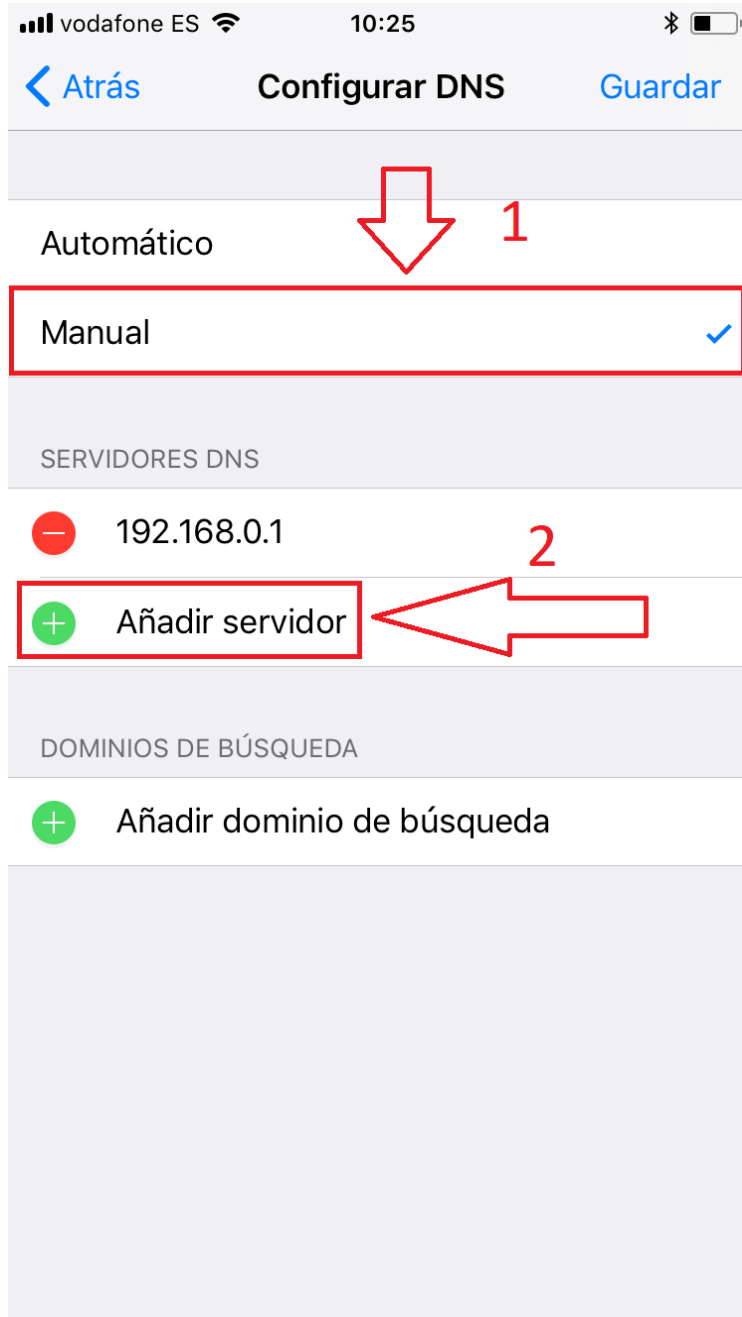 vodafone ES 10:25
Atrás Configurar DNS Guardar
1
Automático
Manual
SERVIDORES DNS
192.168.0.1
2
Añadir servidor
DOMINIOS DE BÚSQUEDA
Añadir dominio de búsqueda